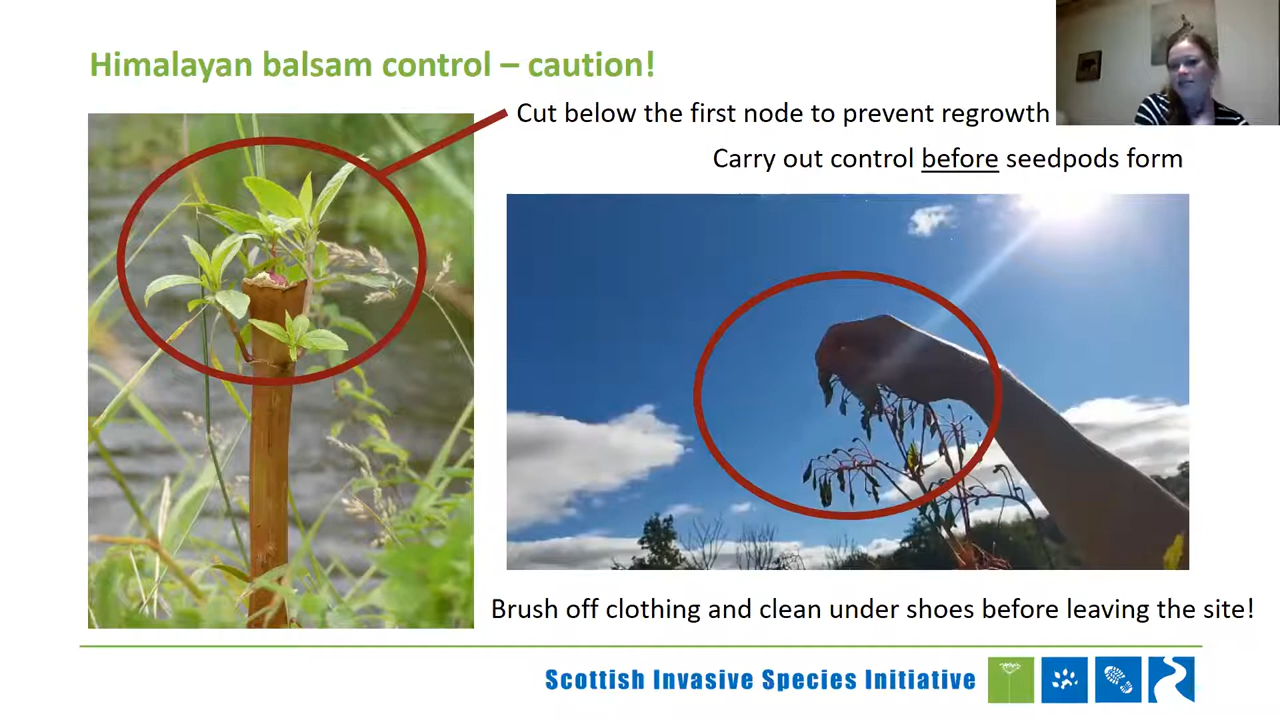 Himalayan balsam control – caution!
Cut below the first node to prevent regrowth
Carry out control before seedpods form
Brush off clothing and clean under shoes before leaving the site!
Scottish Invasive Species Initiative